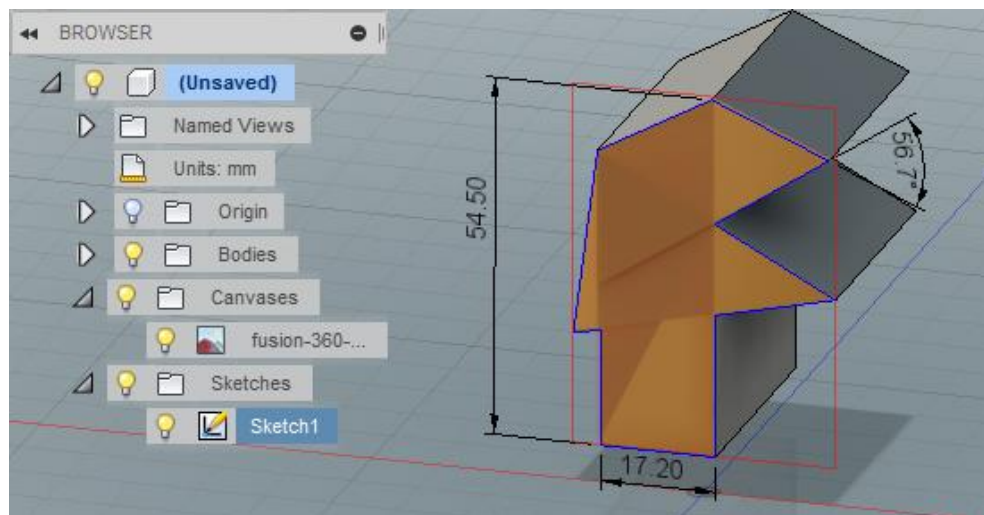 BROWSER
(Unsaved)
Named Views
Units: mm
Origin
Bodies
Canvases
fusion-360-...
Sketches
Sketch1
54.50
56.7°
17.20